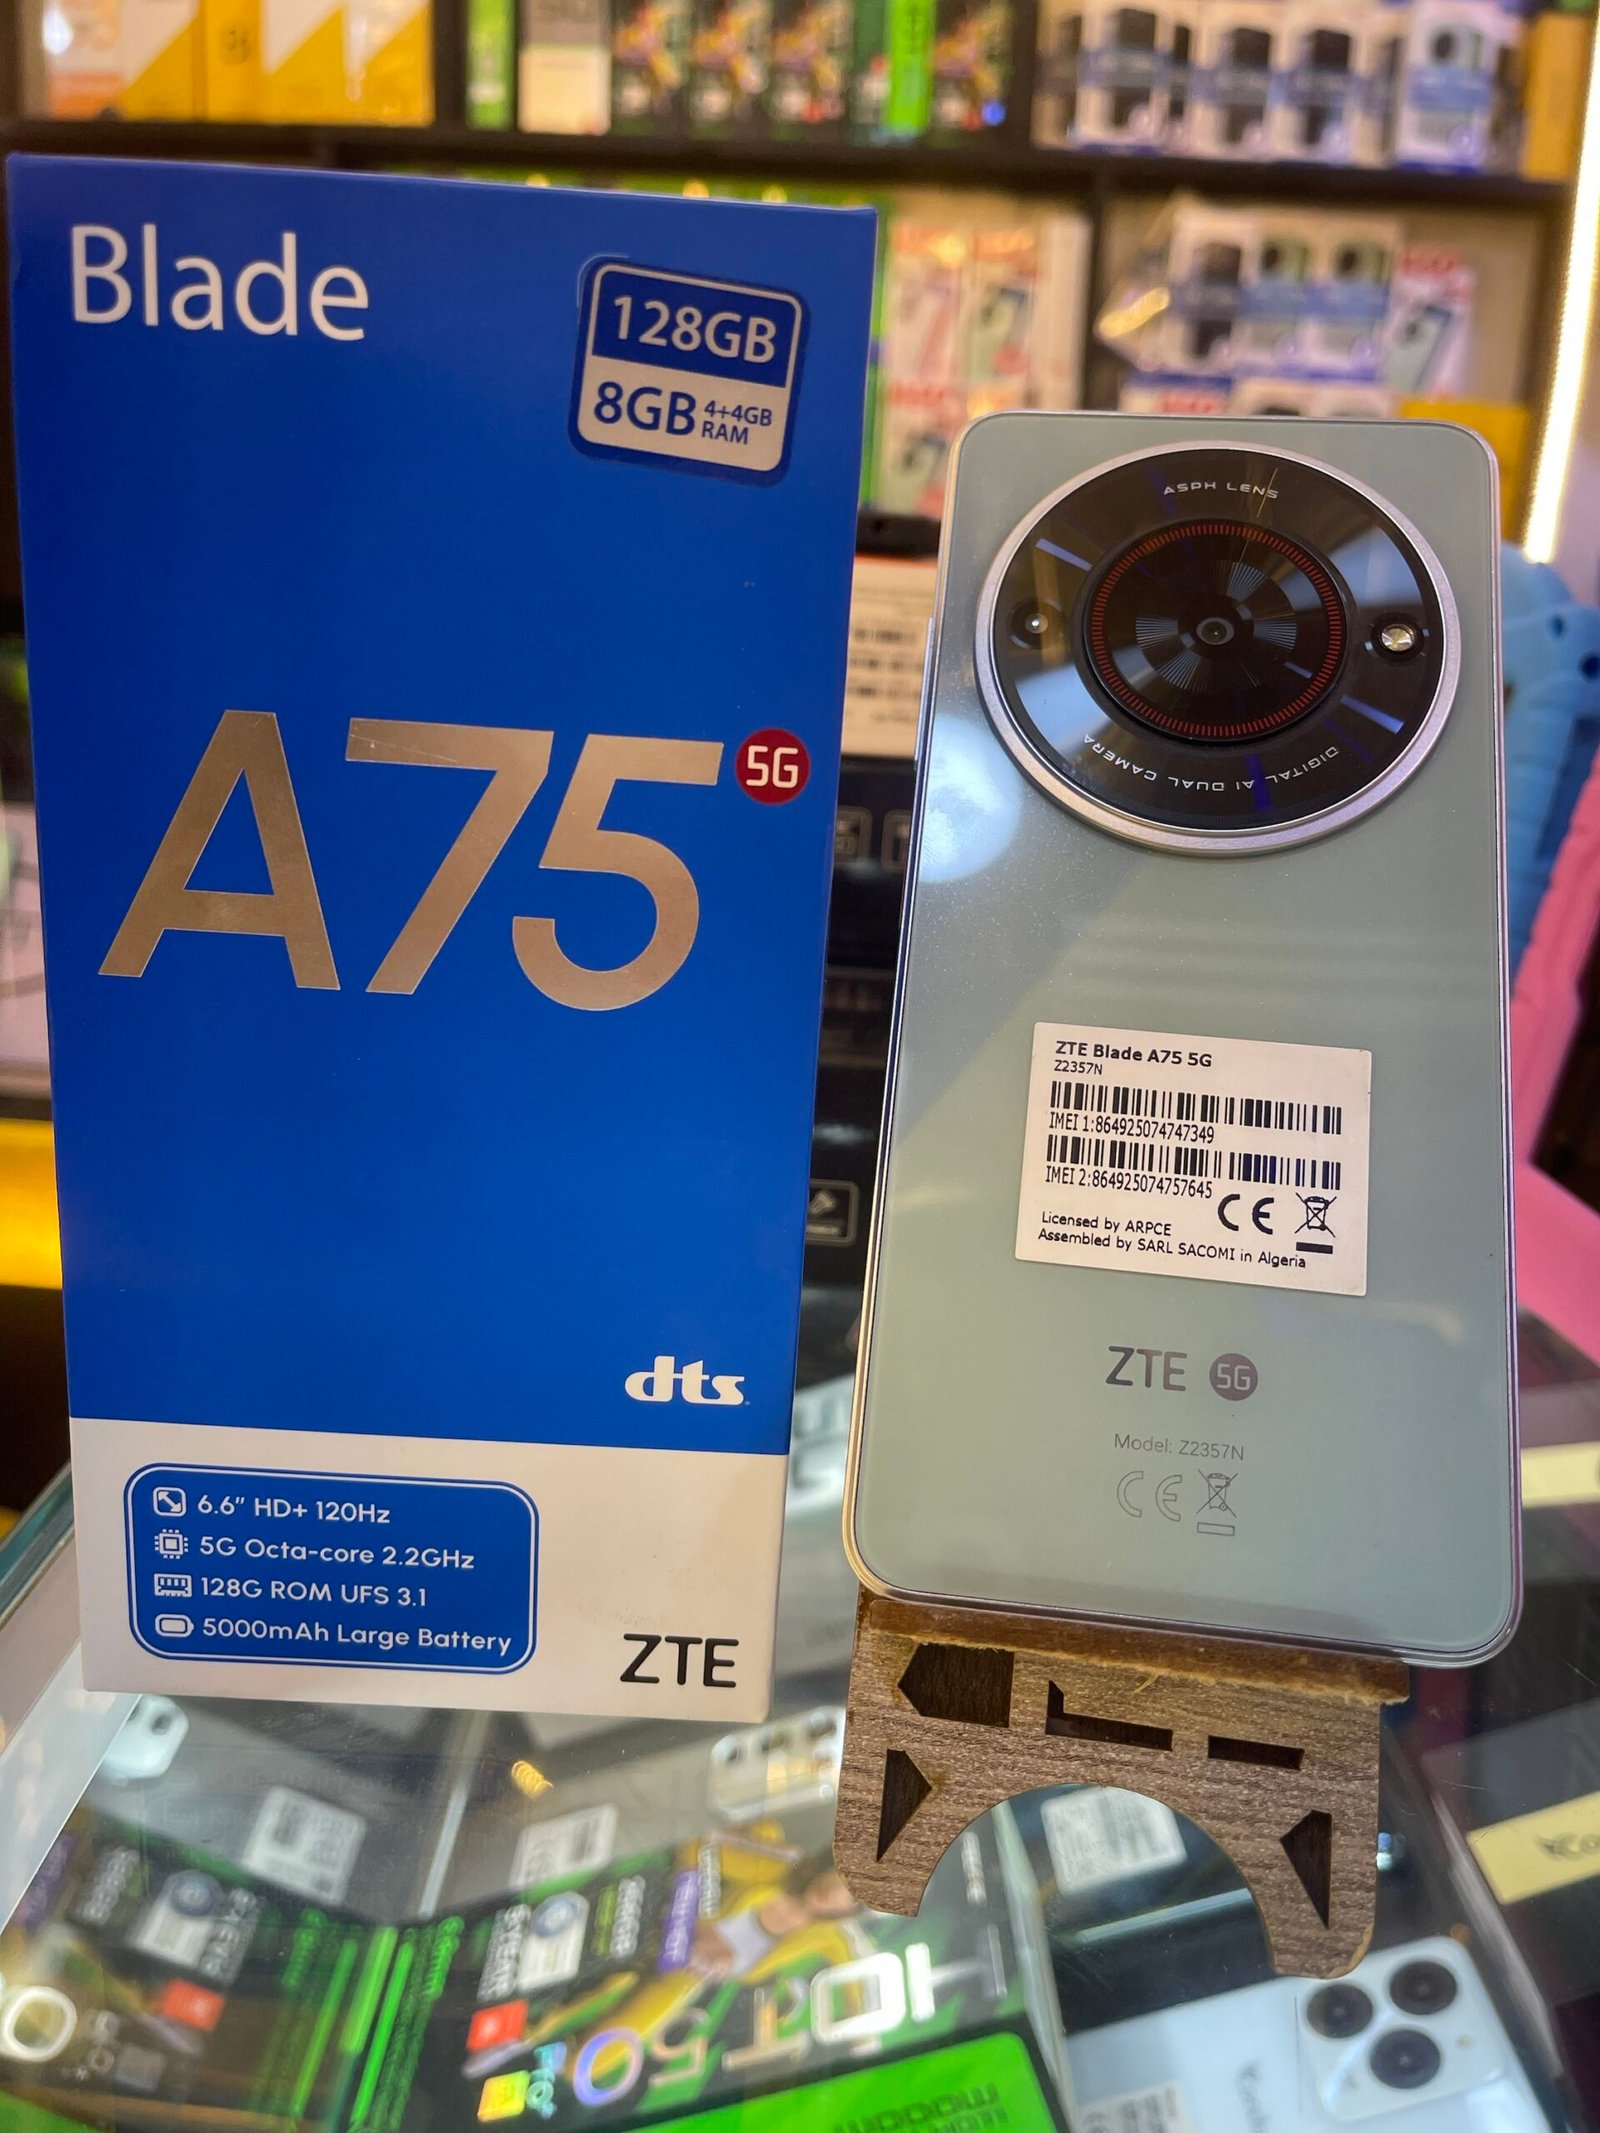 Blade
128GB
8GB 4+4GB RAM
A75 5G
dts
6.6" HD+ 120Hz
5G Octa-core 2.2GHz
128G ROM UFS 3.1
5000mAh Large Battery
ZTE
ASPH LENS
DIGITAL AI DUAL CAMERA
ZTE Blade A75 5G
Z2357N
IMEI 1:864925074747349
IMEI 2:864925074757645
CE
Licensed by ARPCE
Assembled by SARL SACOMI in Algeria
ZTE 5G
Model: Z2357N
CE